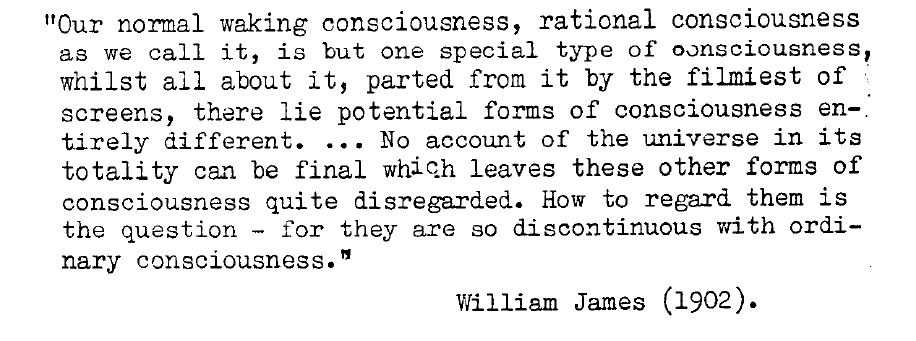 "Our normal waking consciousness, rational consciousness
as we call it, is but one special type of consciousness,
whilst all about it, parted from it by the filmiest of
screens, there lie potential forms of consciousness en-
tirely different. ... No account of the universe in its
totality can be final which leaves these other forms of
consciousness quite disregarded. How to regard them is
the question - for they are so discontinuous with ordi-
nary consciousness."
William James (1902).